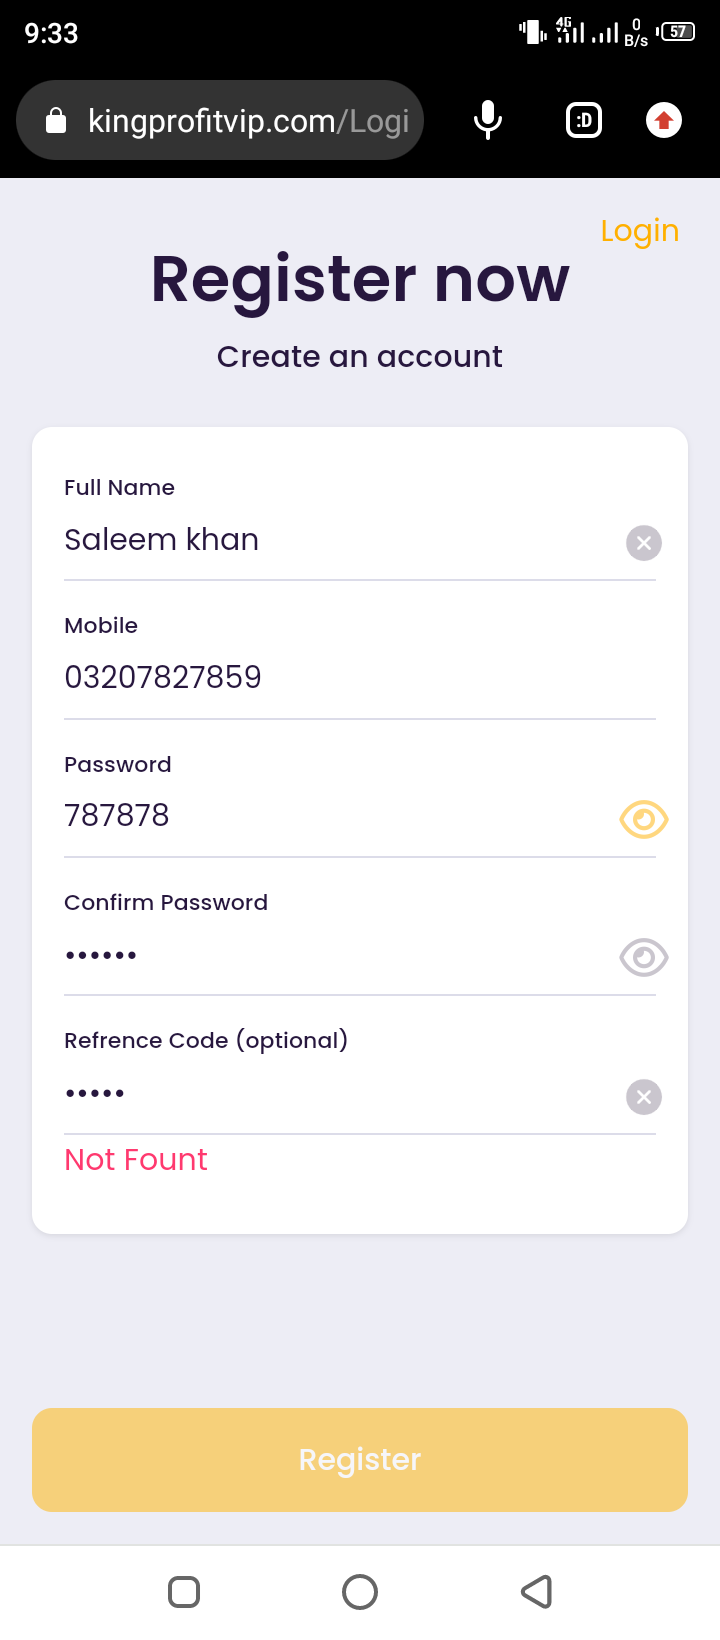 9:33
4G
0
B/s
57
kingprofitvip.com/Logi
:D
Login
Register now
Create an account
Full Name
Saleem khan
Mobile
03207827859
Password
787878
Confirm Password
••••••
Refrence Code (optional)
•••••
Not Fount
Register